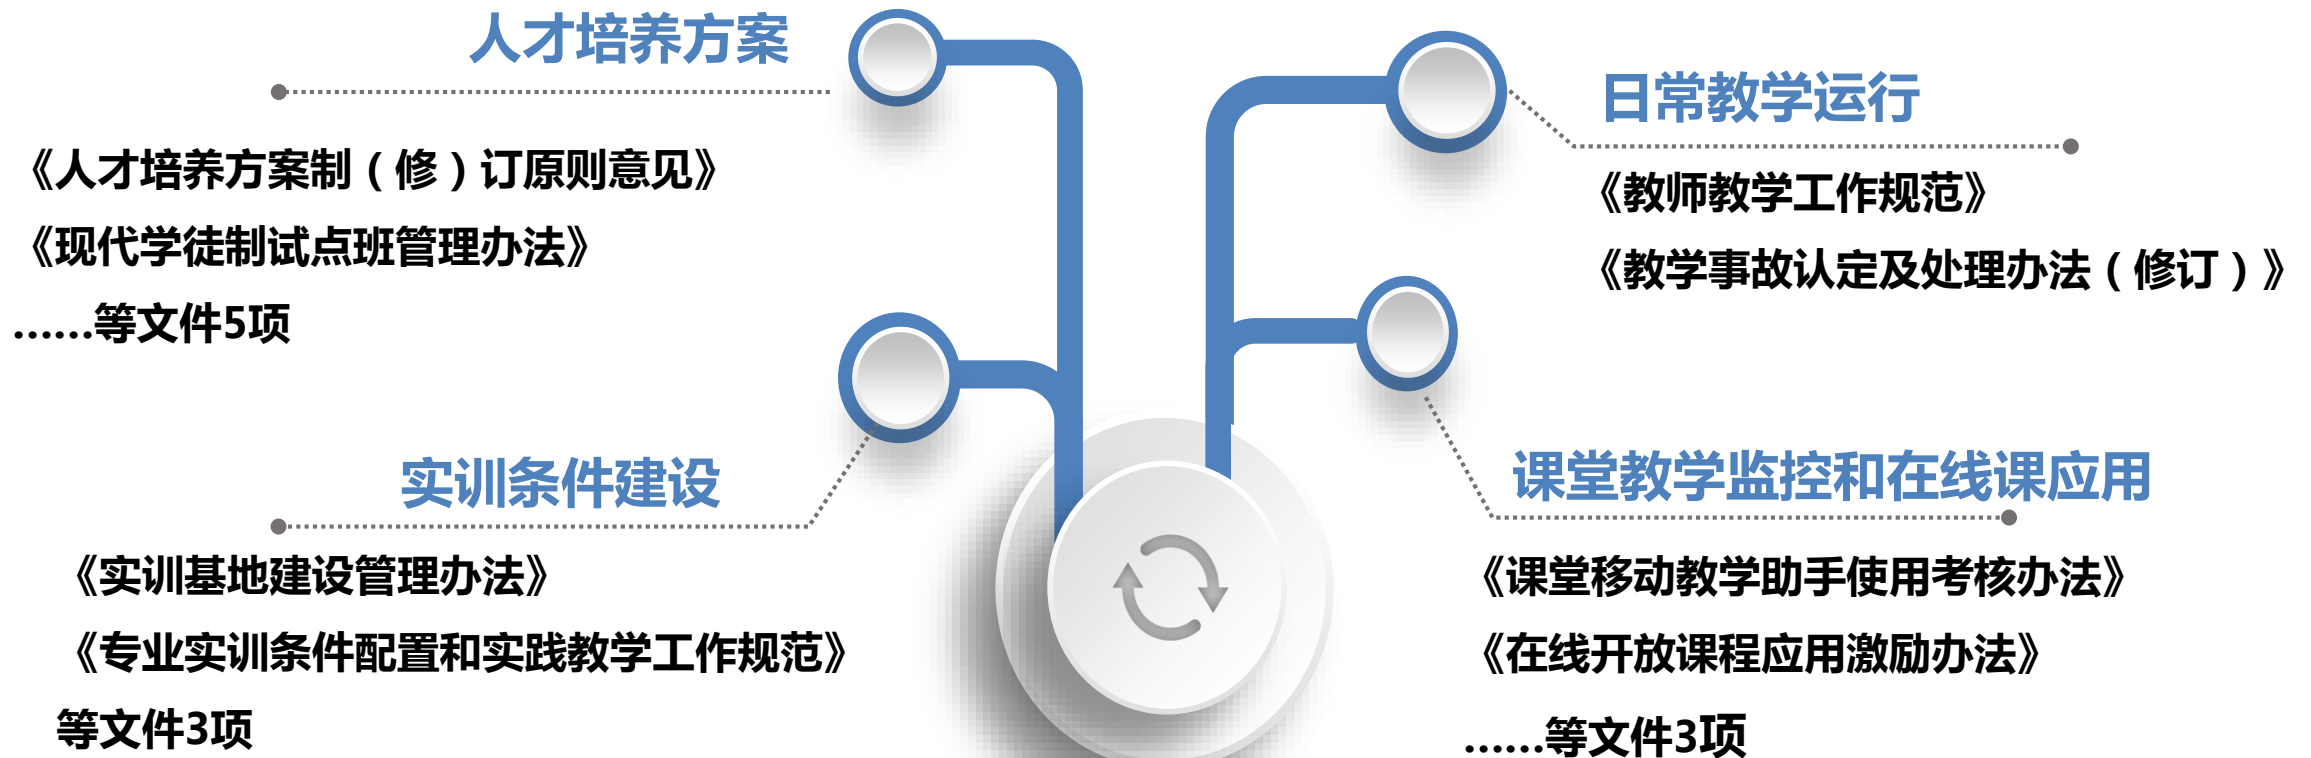 人才培养方案
《人才培养方案制（修）订原则意见》
《现代学徒制试点班管理办法》
……等文件5项
实训条件建设
《实训基地建设管理办法》
《专业实训条件配置和实践教学工作规范》
等文件3项
日常教学运行
《教师教学工作规范》
《教学事故认定及处理办法（修订）》
课堂教学监控和在线课应用
《课堂移动教学助手使用考核办法》
《在线开放课程应用激励办法》
……等文件3项